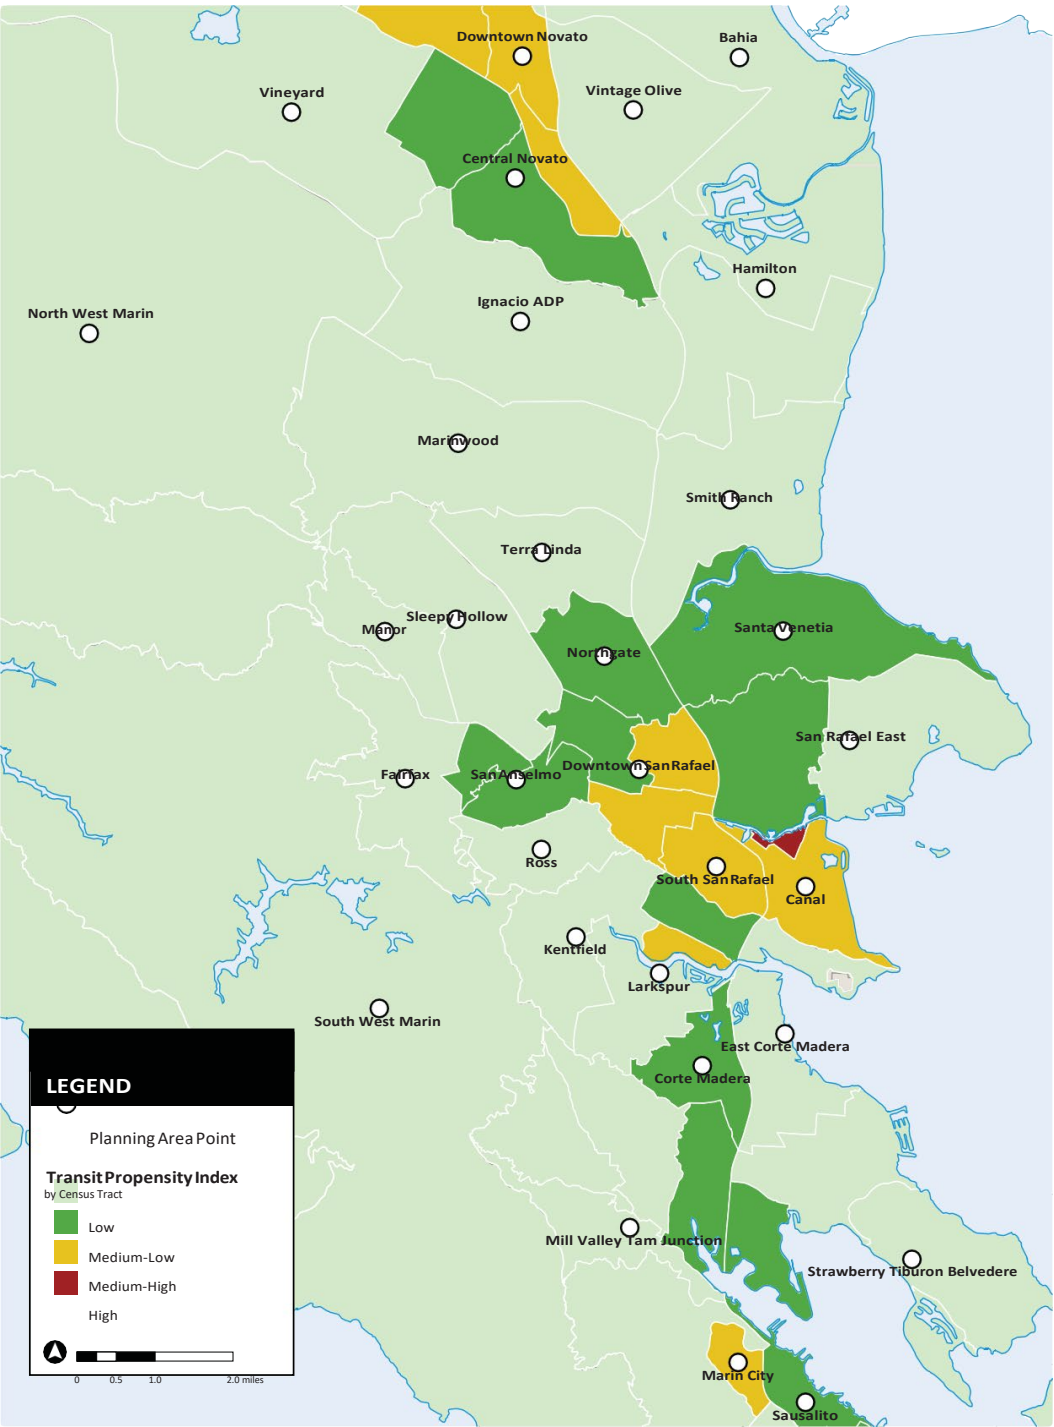 Downtown Novato
Bahia
Vineyard
Vintage Olive
Central Novato
Hamilton
Ignacio ADP
North West Marin
Marinwood
Smith Ranch
Terra Linda
Sleepy Hollow
Manor
Santa Venetia
Northgate
San Rafael East
Downtown San Rafael
Fairfax
San Anselmo
Ross
South San Rafael
Canal
Kentfield
Larkspur
South West Marin
East Corte Madera
Corte Madera
Mill Valley Tam Junction
Strawberry Tiburon Belvedere
Marin City
Sausalito
LEGEND
Planning Area Point
Transit Propensity Index
by Census Tract
Low
Medium-Low
Medium-High
High
0 0.5 1.0 2.0 miles